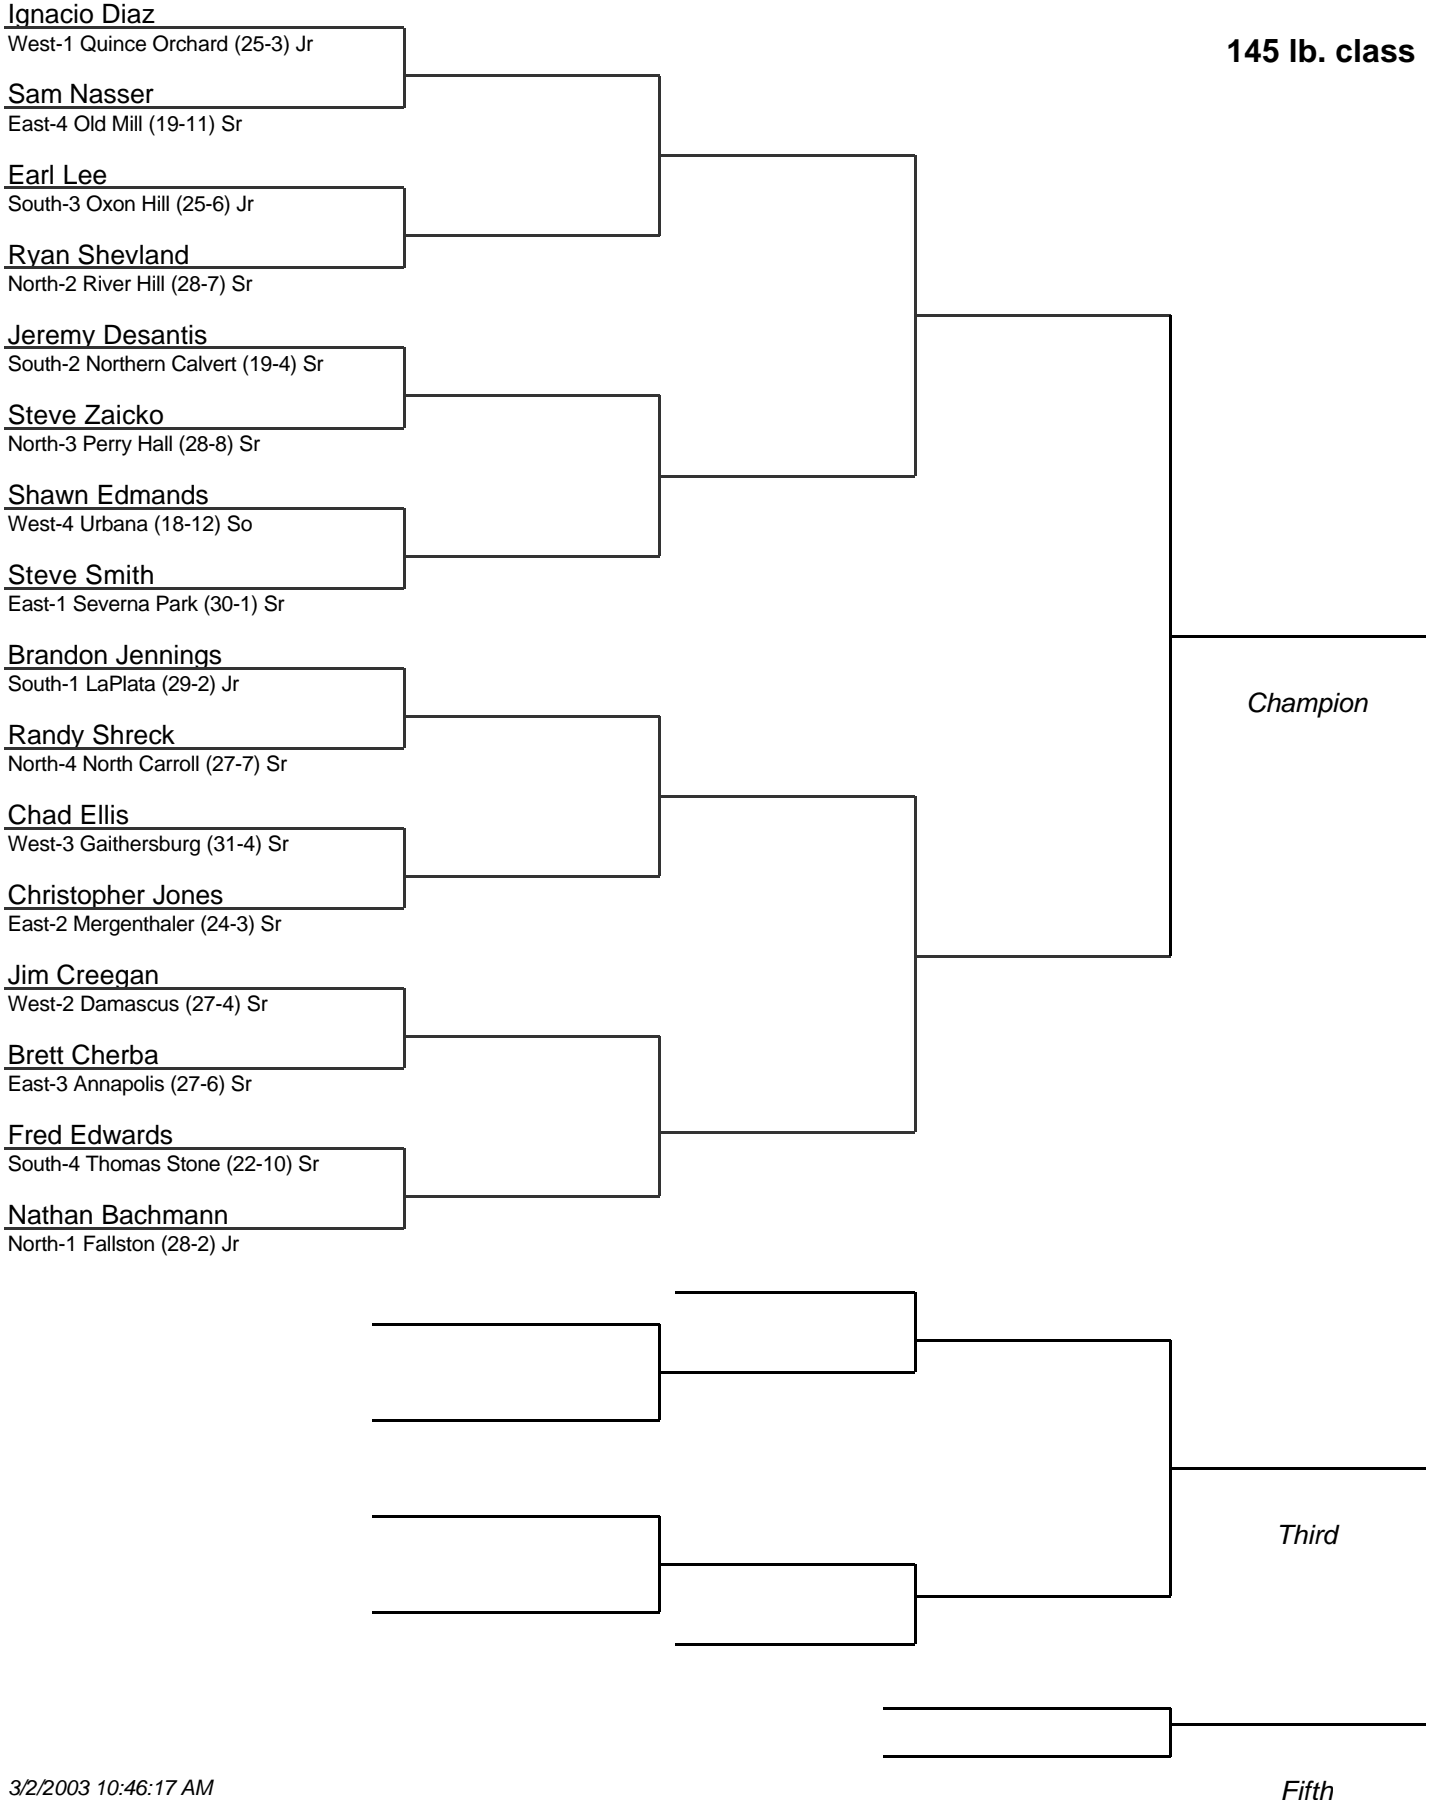 Ignacio Diaz
West-1 Quince Orchard (25-3) Jr
145 lb. class
Sam Nasser
East-4 Old Mill (19-11) Sr
Earl Lee
South-3 Oxon Hill (25-6) Jr
Ryan Shevland
North-2 River Hill (28-7) Sr
Jeremy Desantis
South-2 Northern Calvert (19-4) Sr
Steve Zaicko
North-3 Perry Hall (28-8) Sr
Shawn Edmands
West-4 Urbana (18-12) So
Steve Smith
East-1 Severna Park (30-1) Sr
Brandon Jennings
South-1 LaPlata (29-2) Jr
Champion
Randy Shreck
North-4 North Carroll (27-7) Sr
Chad Ellis
West-3 Gaithersburg (31-4) Sr
Christopher Jones
East-2 Mergenthaler (24-3) Sr
Jim Creegan
West-2 Damascus (27-4) Sr
Brett Cherba
East-3 Annapolis (27-6) Sr
Fred Edwards
South-4 Thomas Stone (22-10) Sr
Nathan Bachmann
North-1 Fallston (28-2) Jr
Third
3/2/2003 10:46:17 AM
Fifth